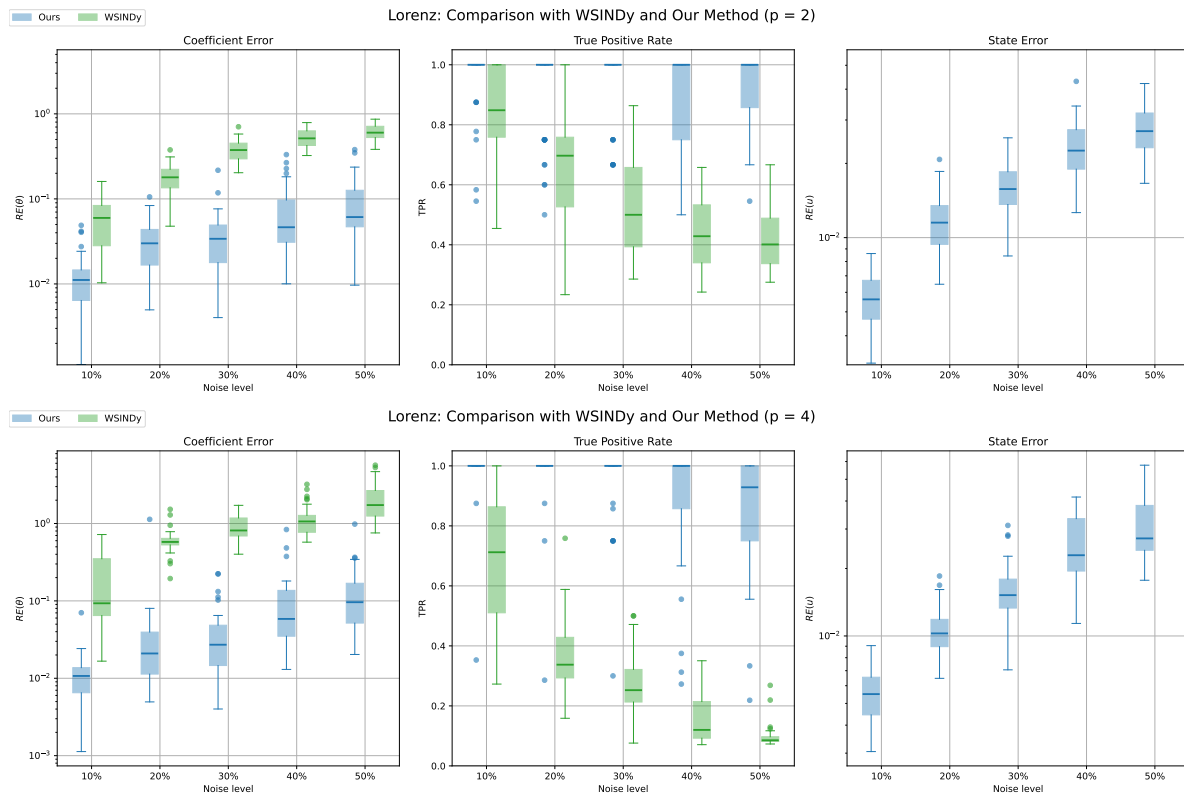 Lorenz: Comparison with WSINDy and Our Method (p = 2)
Ours WSINDy
Coefficient Error
True Positive Rate
State Error
RE(θ)
10⁰
10⁻¹
10⁻²
10% 20% 30% 40% 50%
Noise level
TPR
1.0
0.8
0.6
0.4
0.2
0.0
10% 20% 30% 40% 50%
Noise level
RE(u)
10⁻²
10% 20% 30% 40% 50%
Noise level
Lorenz: Comparison with WSINDy and Our Method (p = 4)
Ours WSINDy
Coefficient Error
True Positive Rate
State Error
RE(θ)
10⁰
10⁻¹
10⁻²
10⁻³
10% 20% 30% 40% 50%
Noise level
TPR
1.0
0.8
0.6
0.4
0.2
0.0
10% 20% 30% 40% 50%
Noise level
RE(u)
10⁻²
10% 20% 30% 40% 50%
Noise level